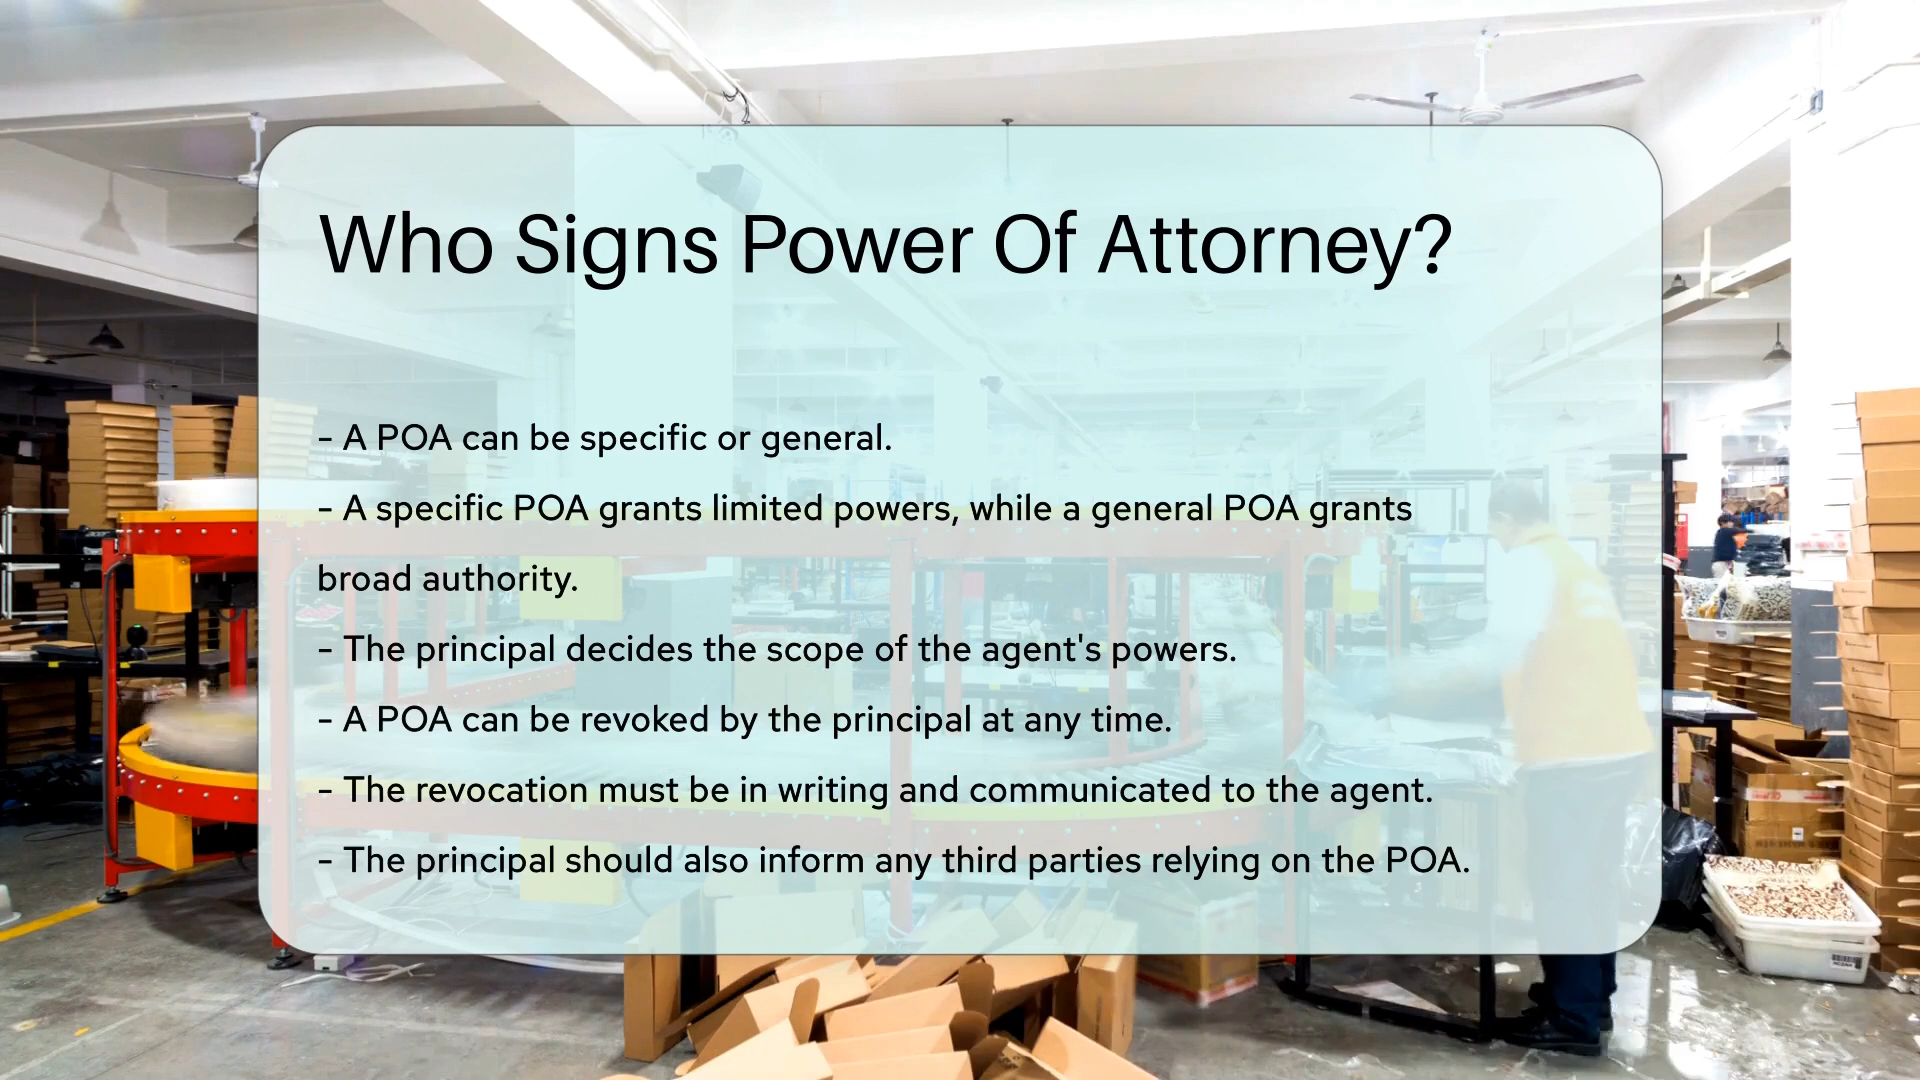 Who Signs Power Of Attorney?
- A POA can be specific or general.
- A specific POA grants limited powers, while a general POA grants
broad authority.
- The principal decides the scope of the agent's powers.
- A POA can be revoked by the principal at any time.
- The revocation must be in writing and communicated to the agent.
- The principal should also inform any third parties relying on the POA.